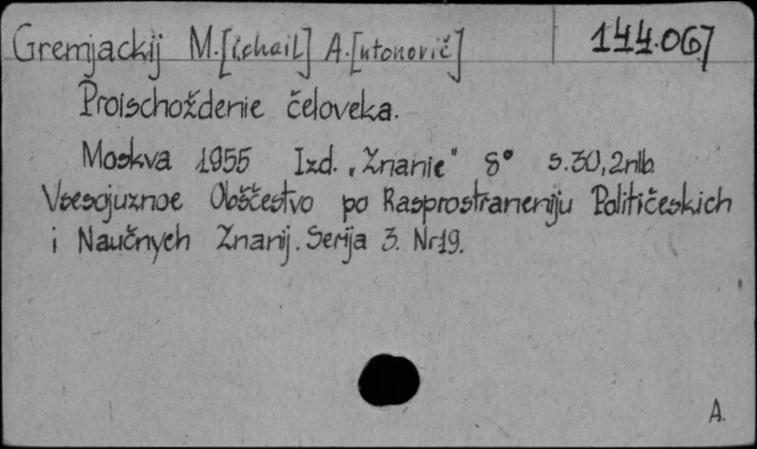 Gremjackij M.[ichail] A.[ntonovič] 144.067
Proischoždenie čeloveka.
Moskva 1955 Izd. „Znanie" 8° s.30, 2nlb.
Vsesojuznoe Obščestvo po Rasprostraneniju Političeskich
i Naučnych Znanij. Serija 3. Nr19.
A.